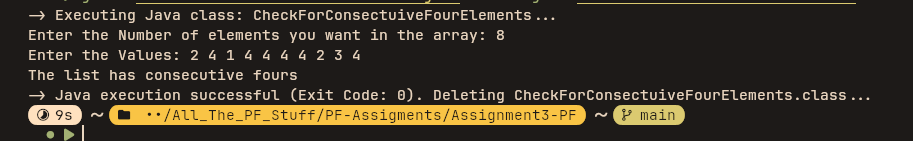 -> Executing Java class: CheckForConsectuiveFourElements...
Enter the Number of elements you want in the array: 8
Enter the Values: 2 4 1 4 4 4 4 2 3 4
The list has consecutive fours
-> Java execution successful (Exit Code: 0). Deleting CheckForConsectuiveFourElements.class...
9s ~ ··/All_The_PF_Stuff/PF-Assigments/Assignment3-PF ~ main